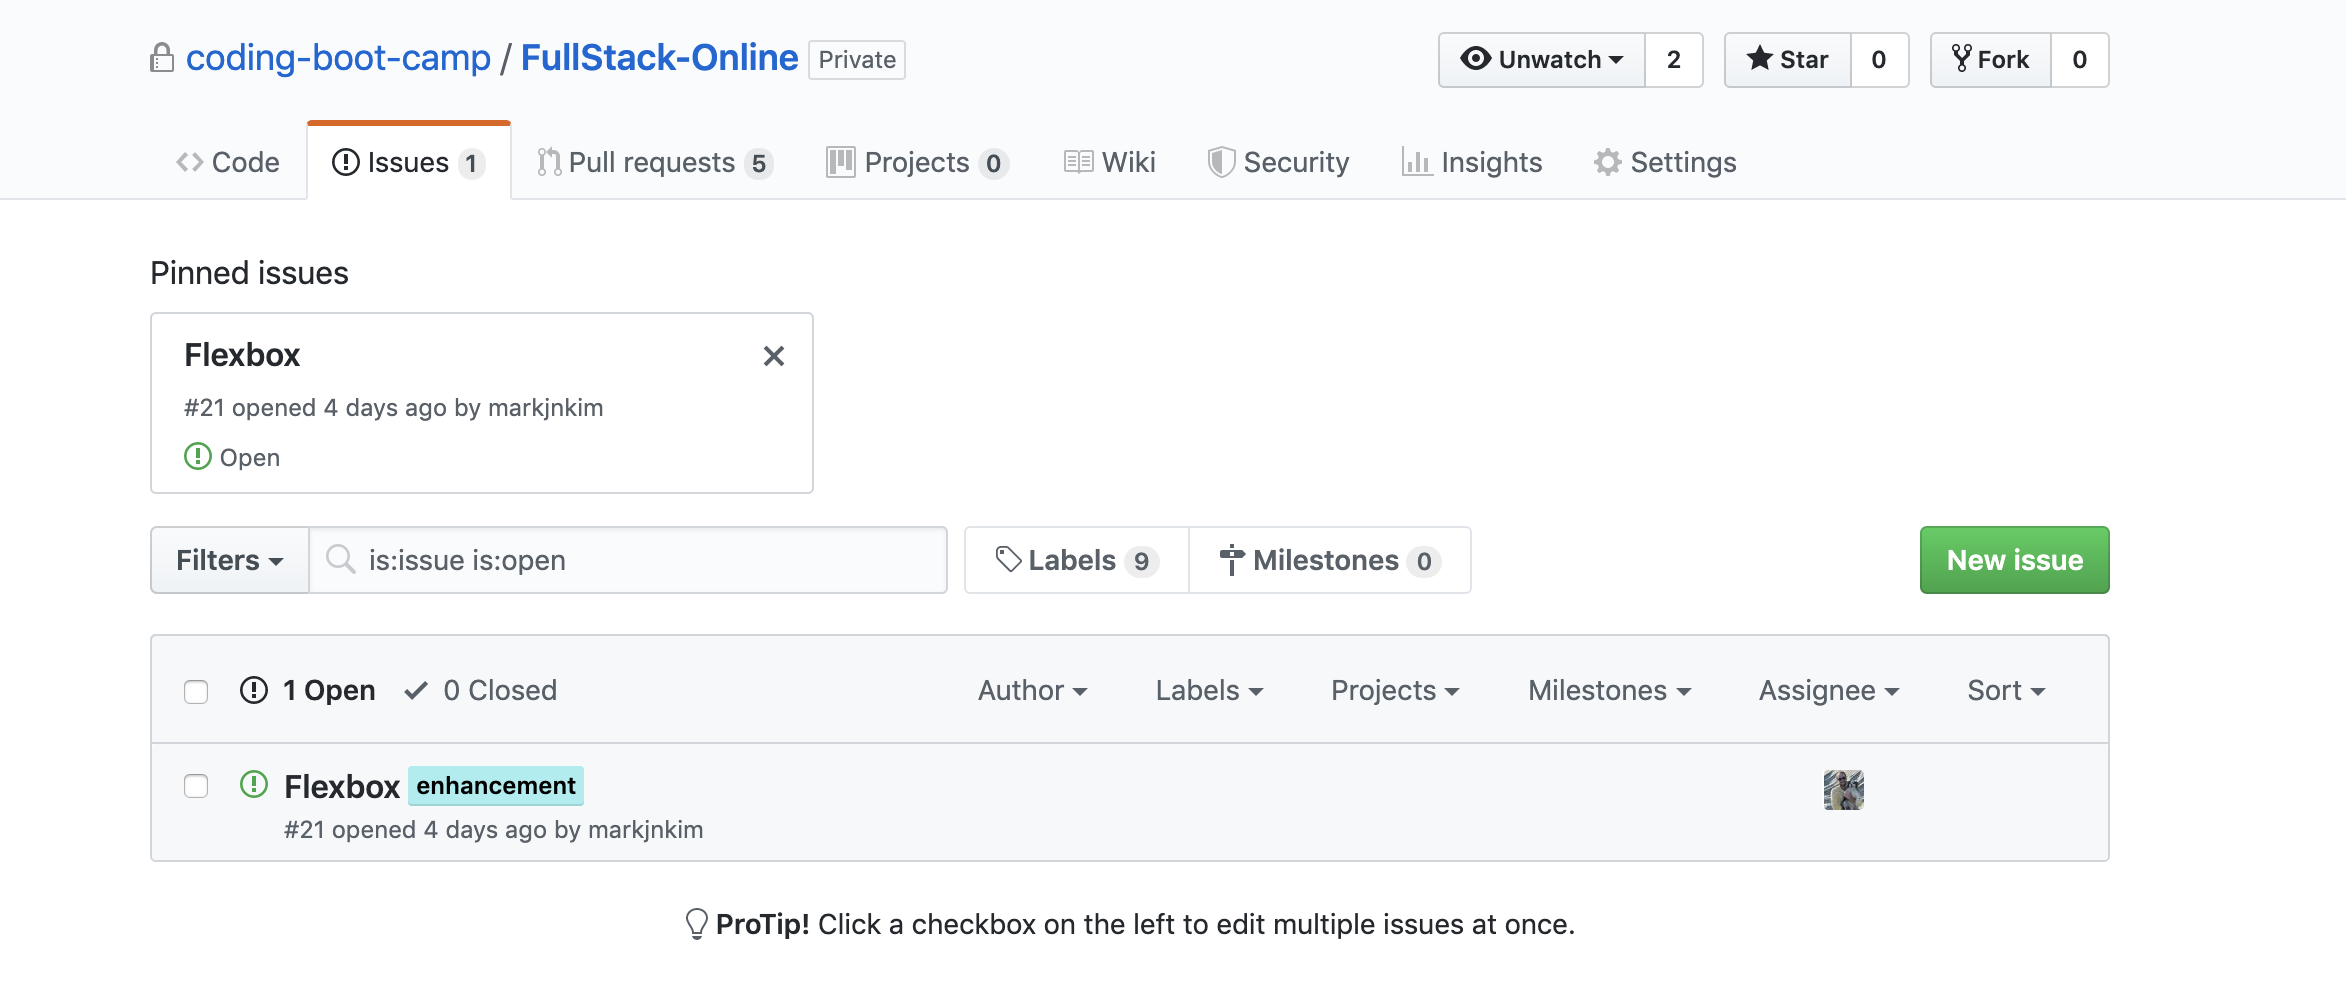 coding-boot-camp / FullStack-Online Private
Unwatch 2 Star 0 Fork 0
Code Issues 1 Pull requests 5 Projects 0 Wiki Security Insights Settings
Pinned issues
Flexbox
#21 opened 4 days ago by markjnkim
Open
Filters is:issue is:open Labels 9 Milestones 0 New issue
1 Open 0 Closed Author Labels Projects Milestones Assignee Sort
Flexbox enhancement
#21 opened 4 days ago by markjnkim
ProTip! Click a checkbox on the left to edit multiple issues at once.